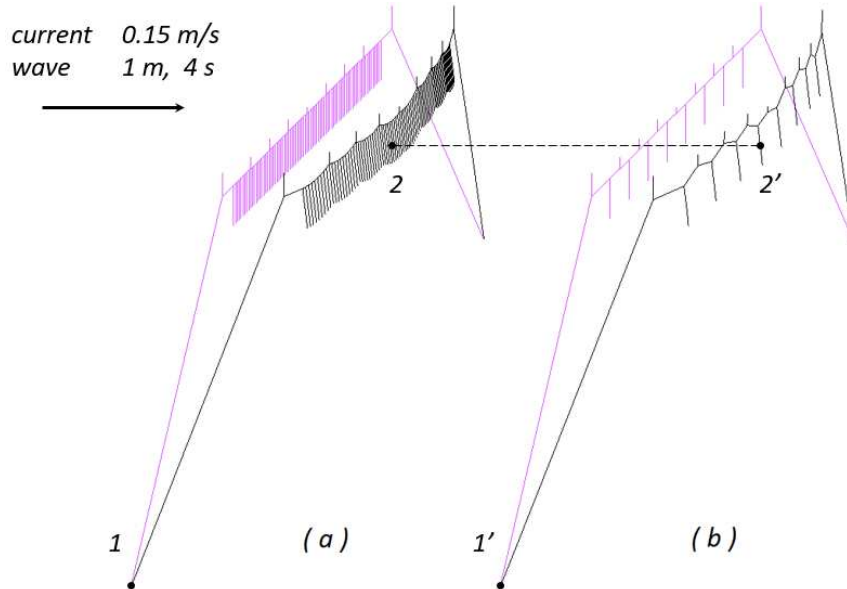 current 0.15 m/s
wave 1 m, 4 s
2
2’
1
( a )
1’
( b )